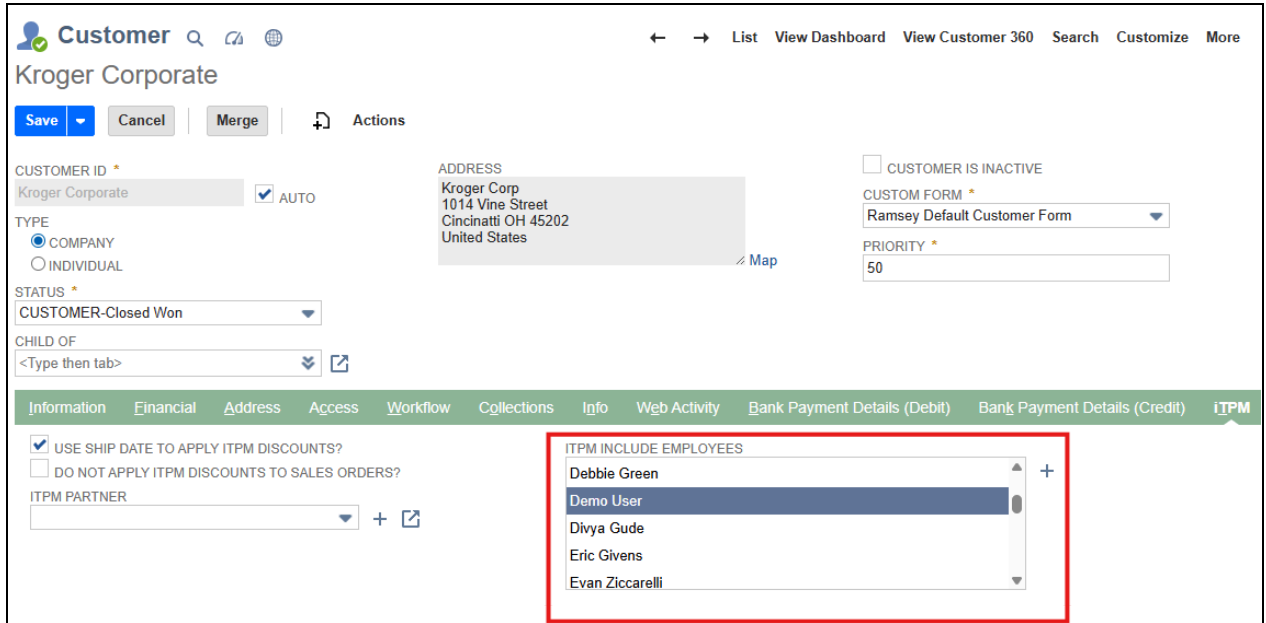 Customer
← → List View Dashboard View Customer 360 Search Customize More
Kroger Corporate
Save Cancel Merge Actions
CUSTOMER ID *
Kroger Corporate
AUTO
TYPE
COMPANY
INDIVIDUAL
STATUS *
CUSTOMER-Closed Won
CHILD OF
<Type then tab>
ADDRESS
Kroger Corp
1014 Vine Street
Cincinatti OH 45202
United States
Map
CUSTOMER IS INACTIVE
CUSTOM FORM *
Ramsey Default Customer Form
PRIORITY *
50
Information Financial Address Access Workflow Collections Info Web Activity Bank Payment Details (Debit) Bank Payment Details (Credit) iTPM
USE SHIP DATE TO APPLY ITPM DISCOUNTS?
DO NOT APPLY ITPM DISCOUNTS TO SALES ORDERS?
ITPM PARTNER
ITPM INCLUDE EMPLOYEES
Debbie Green
Demo User
Divya Gude
Eric Givens
Evan Ziccarelli